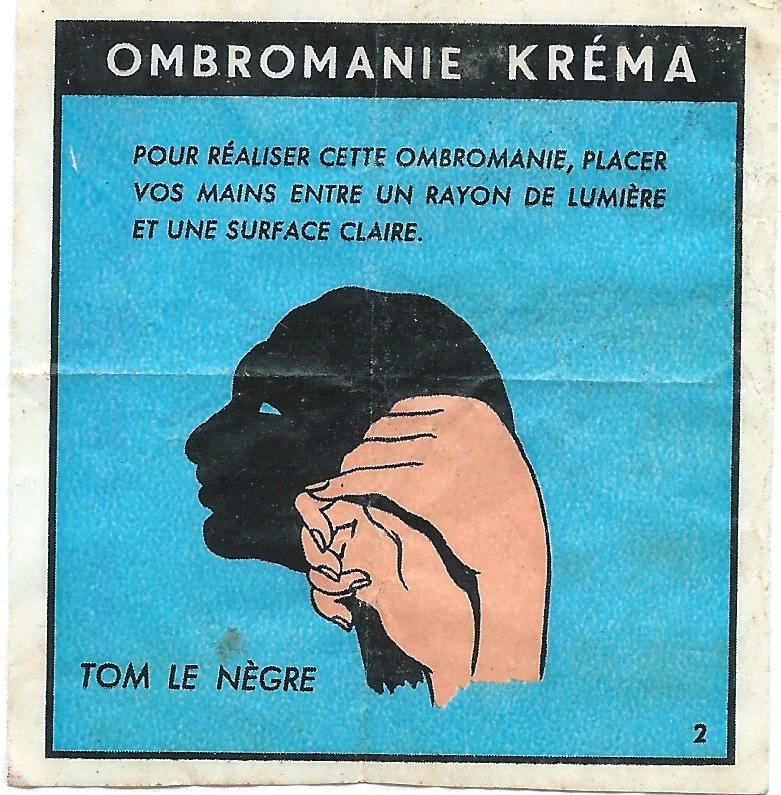 OMBROMANIE KRÉMA
POUR RÉALISER CETTE OMBROMANIE, PLACER
VOS MAINS ENTRE UN RAYON DE LUMIÈRE
ET UNE SURFACE CLAIRE.
TOM LE NÈGRE
2